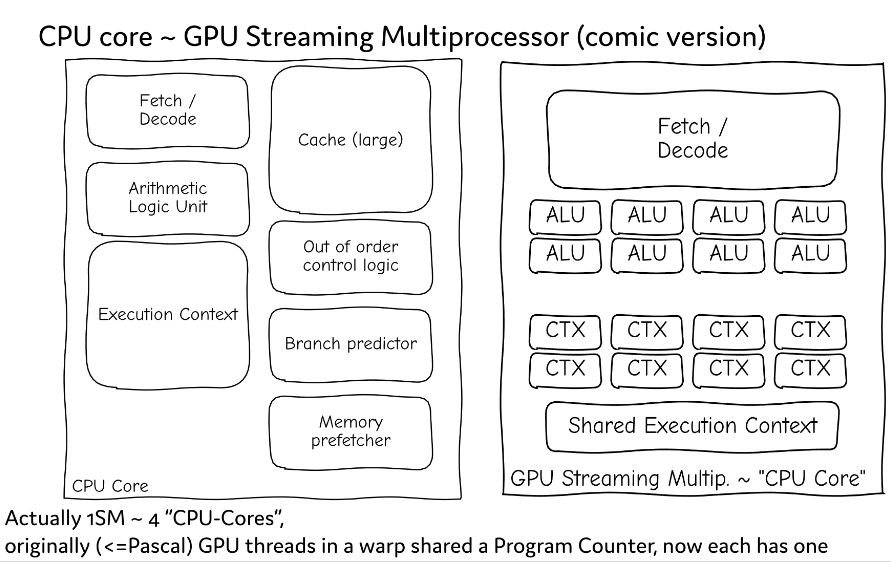 CPU core ~ GPU Streaming Multiprocessor (comic version)
Fetch /
Decode
Arithmetic
Logic Unit
Execution Context
Cache (large)
Out of order
control logic
Branch predictor
Memory
prefetcher
CPU Core
Fetch /
Decode
ALU ALU ALU ALU
ALU ALU ALU ALU
CTX CTX CTX CTX
CTX CTX CTX CTX
Shared Execution Context
GPU Streaming Multip. ~ "CPU Core"
Actually 1SM ~ 4 "CPU-Cores",
originally (<=Pascal) GPU threads in a warp shared a Program Counter, now each has one